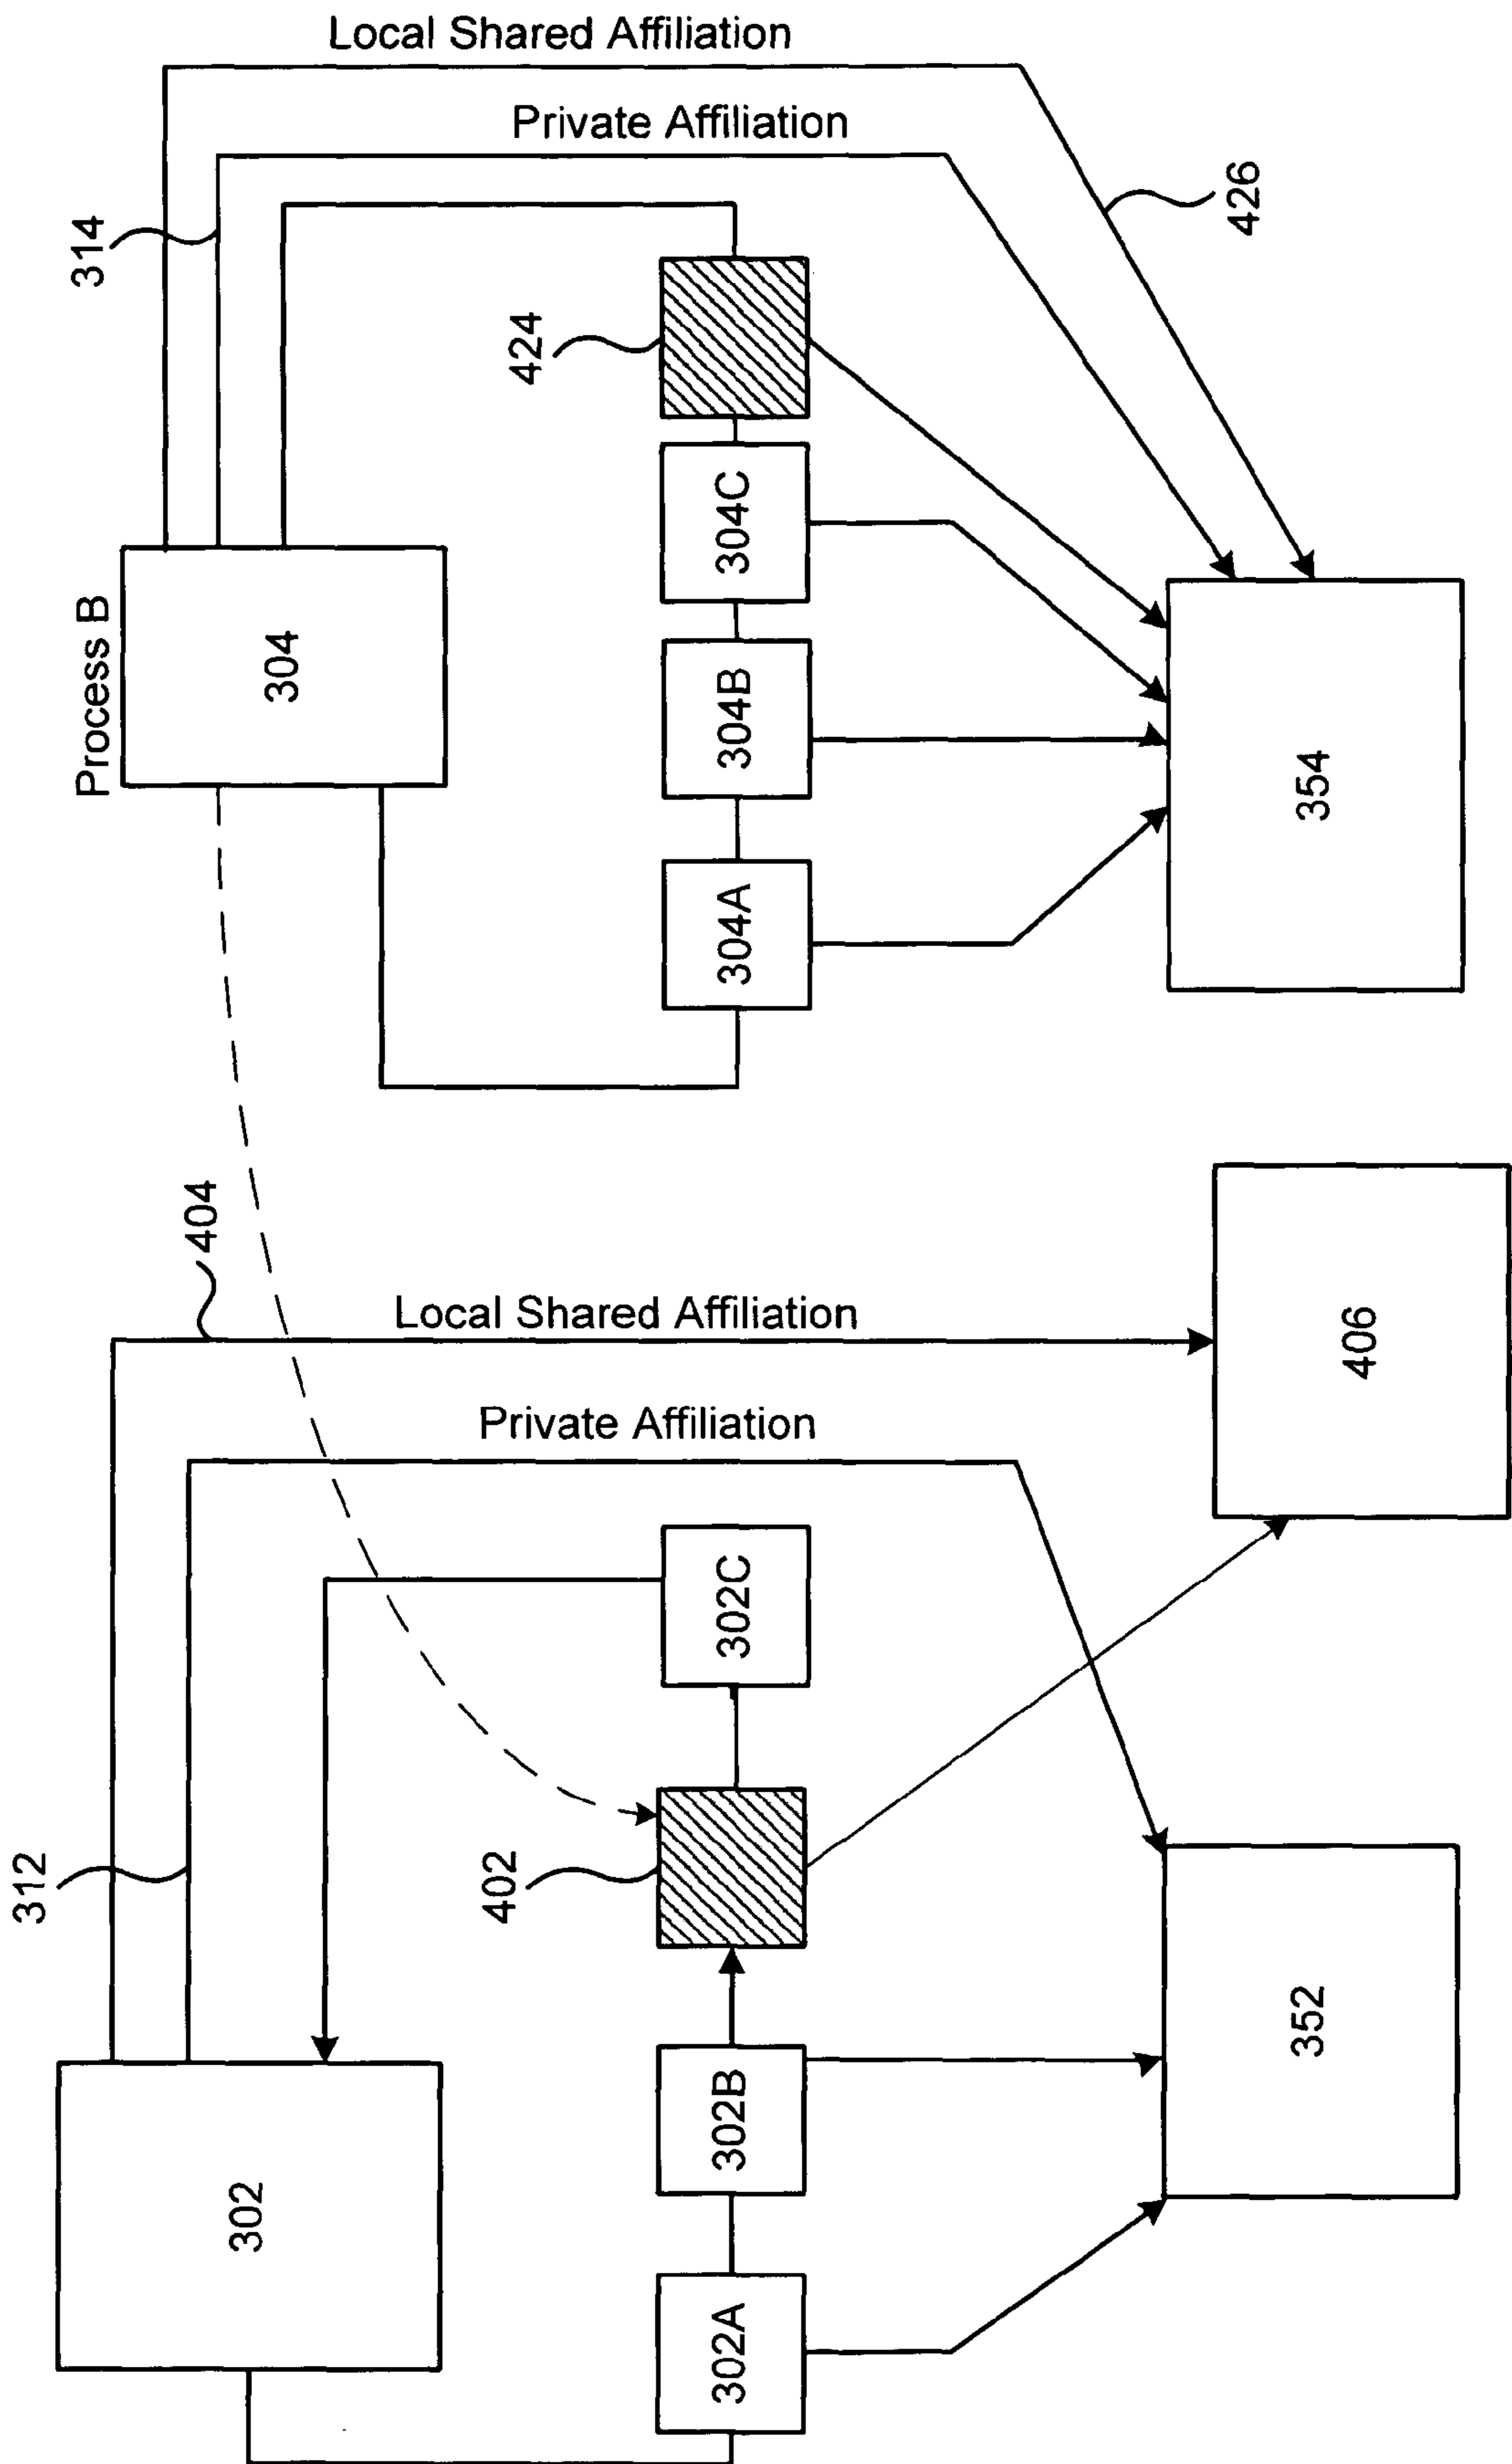 312
302
404
Local Shared Affiliation
Private Affiliation
402
302A
302B
302C
352
406
Process B
304
314
Local Shared Affiliation
Private Affiliation
424
304A
304B
304C
426
354